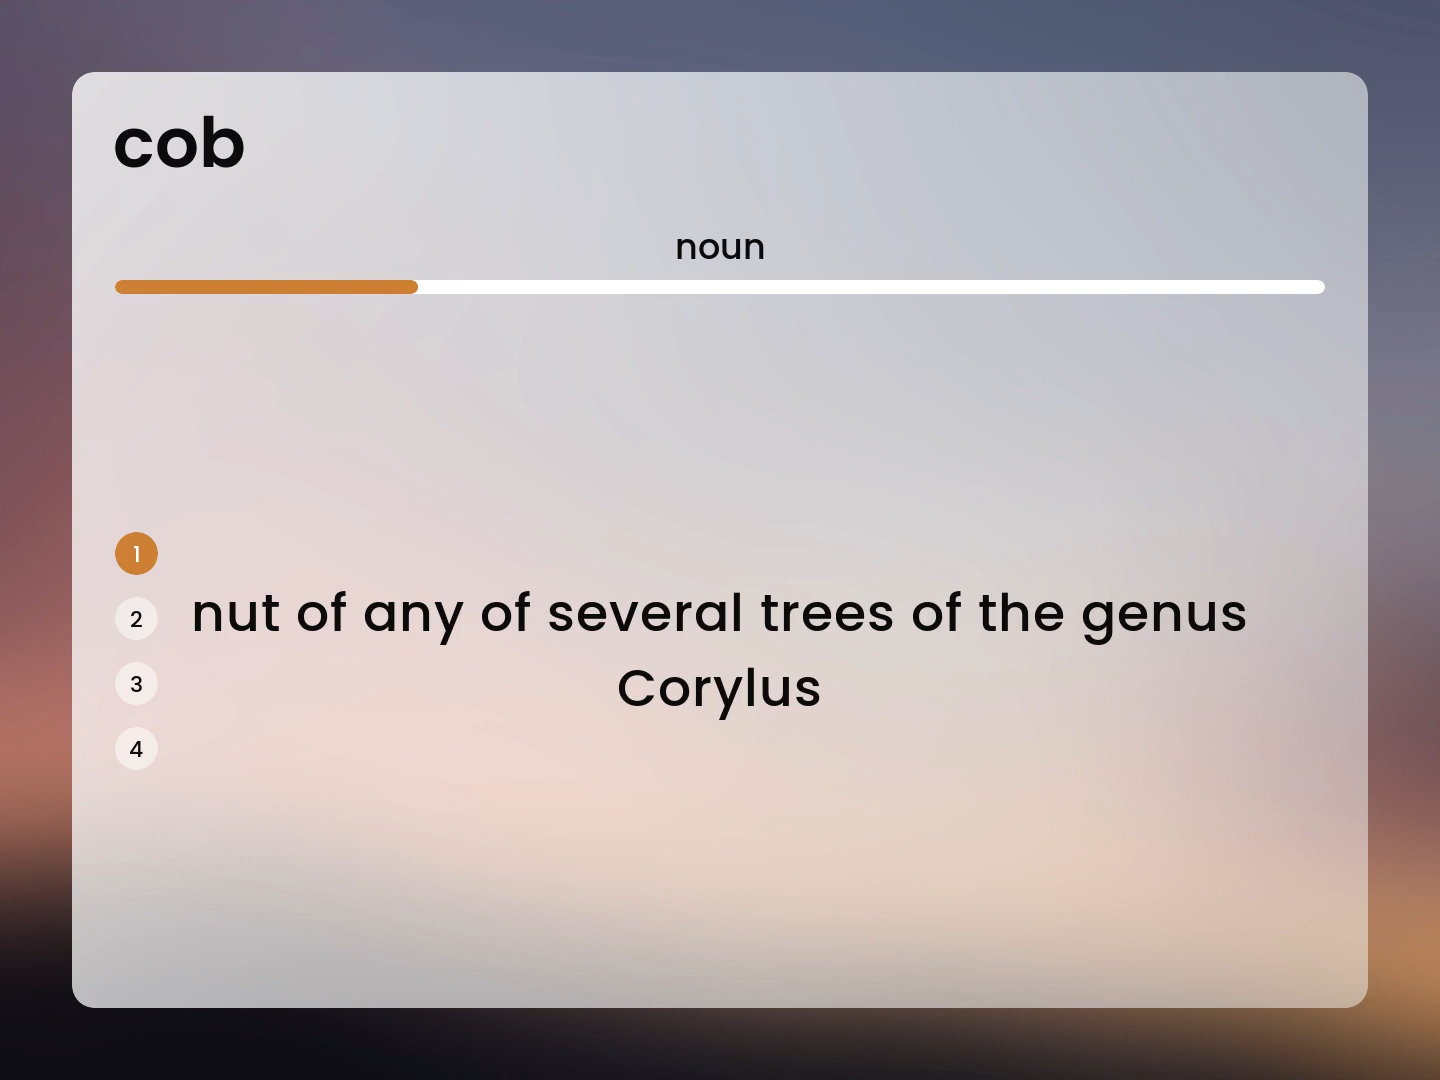 cob
noun
1
2
3
4
nut of any of several trees of the genus
Corylus